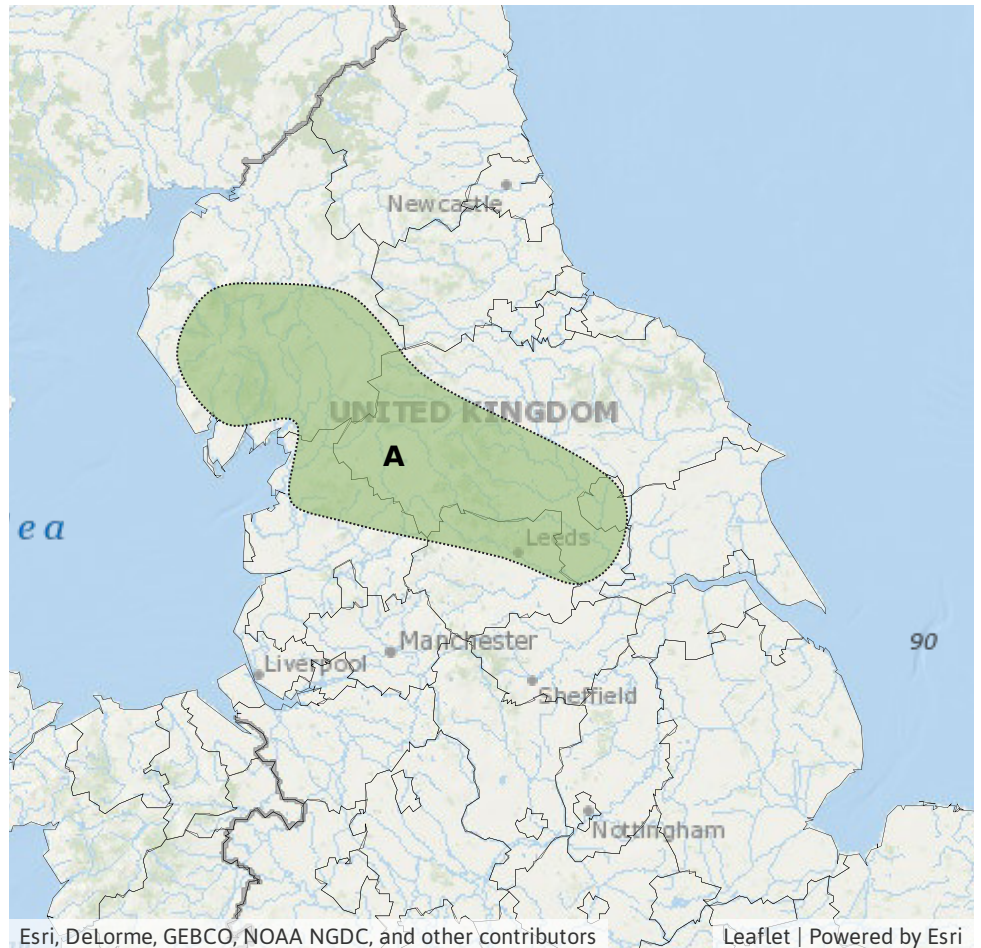 Newcastle
UNITED KINGDOM
A
ea
Leeds
Manchester
90
Liverpool
Sheffield
Nottingham
Esri, DeLorme, GEBCO, NOAA NGDC, and other contributors
Leaflet | Powered by Esri